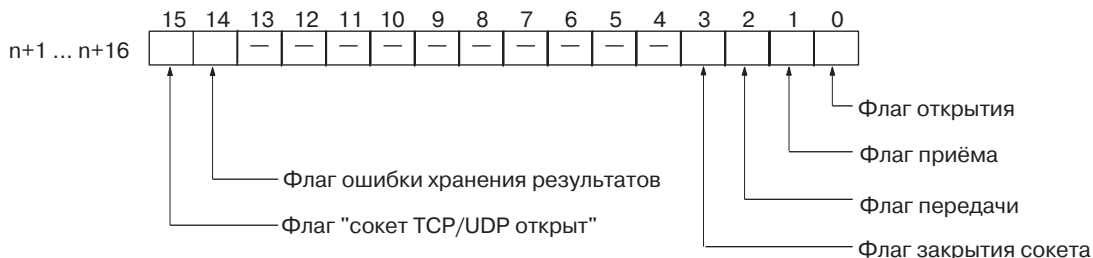 15 14 13 12 11 10 9 8 7 6 5 4 3 2 1 0
n+1 ... n+16 — — — — — — — — — —
Флаг открытия
Флаг приёма
Флаг ошибки хранения результатов
Флаг передачи
Флаг "сокет TCP/UDP открыт"
Флаг закрытия сокета